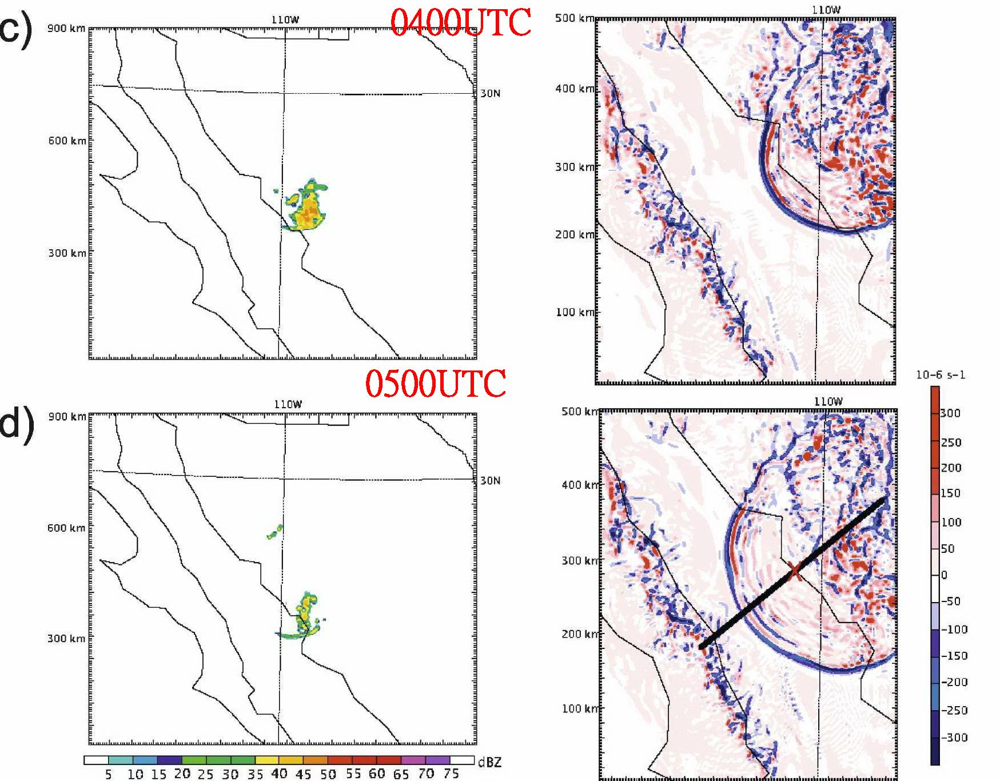 c)
0400UTC
110W
900 km
600 km
300 km
30N
110W
500 km
400 km
300 km
200 km
100 km
d)
0500UTC
110W
900 km
600 km
300 km
30N
5 10 15 20 25 30 35 40 45 50 55 60 65 70 75
dBZ
110W
500 km
400 km
300 km
200 km
100 km
10-6 s-1
300
250
200
150
100
50
0
-50
-100
-150
-200
-250
-300